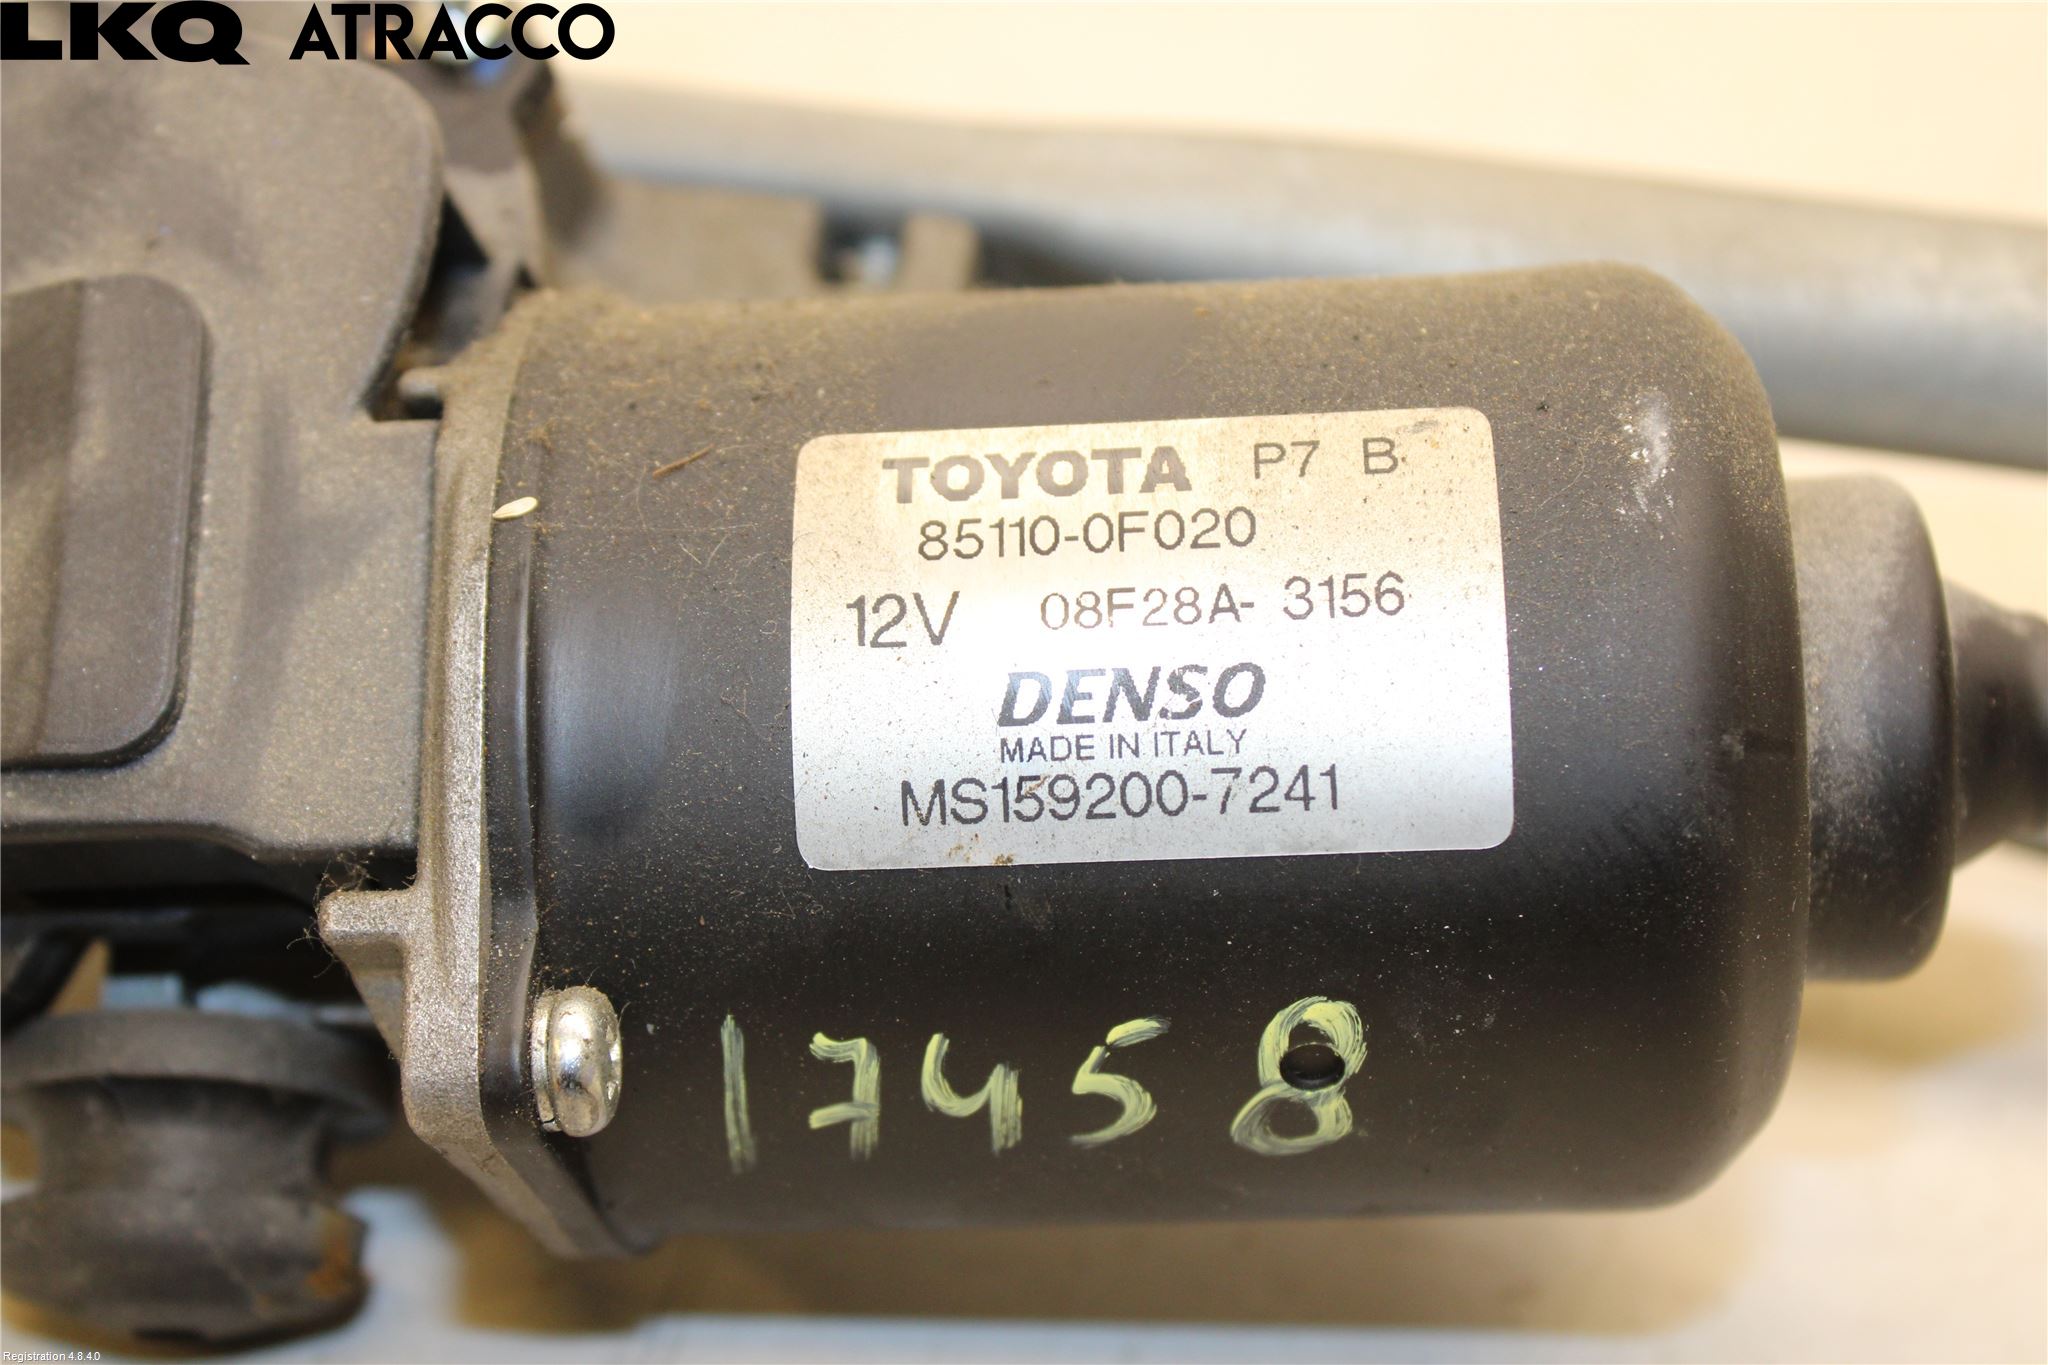 LKQ ATRACCO
TOYOTA P7 B
85110-0F020
12V 08F28A- 3156
DENSO
MADE IN ITALY
MS159200-7241
17458
Registration 4.8.4.0